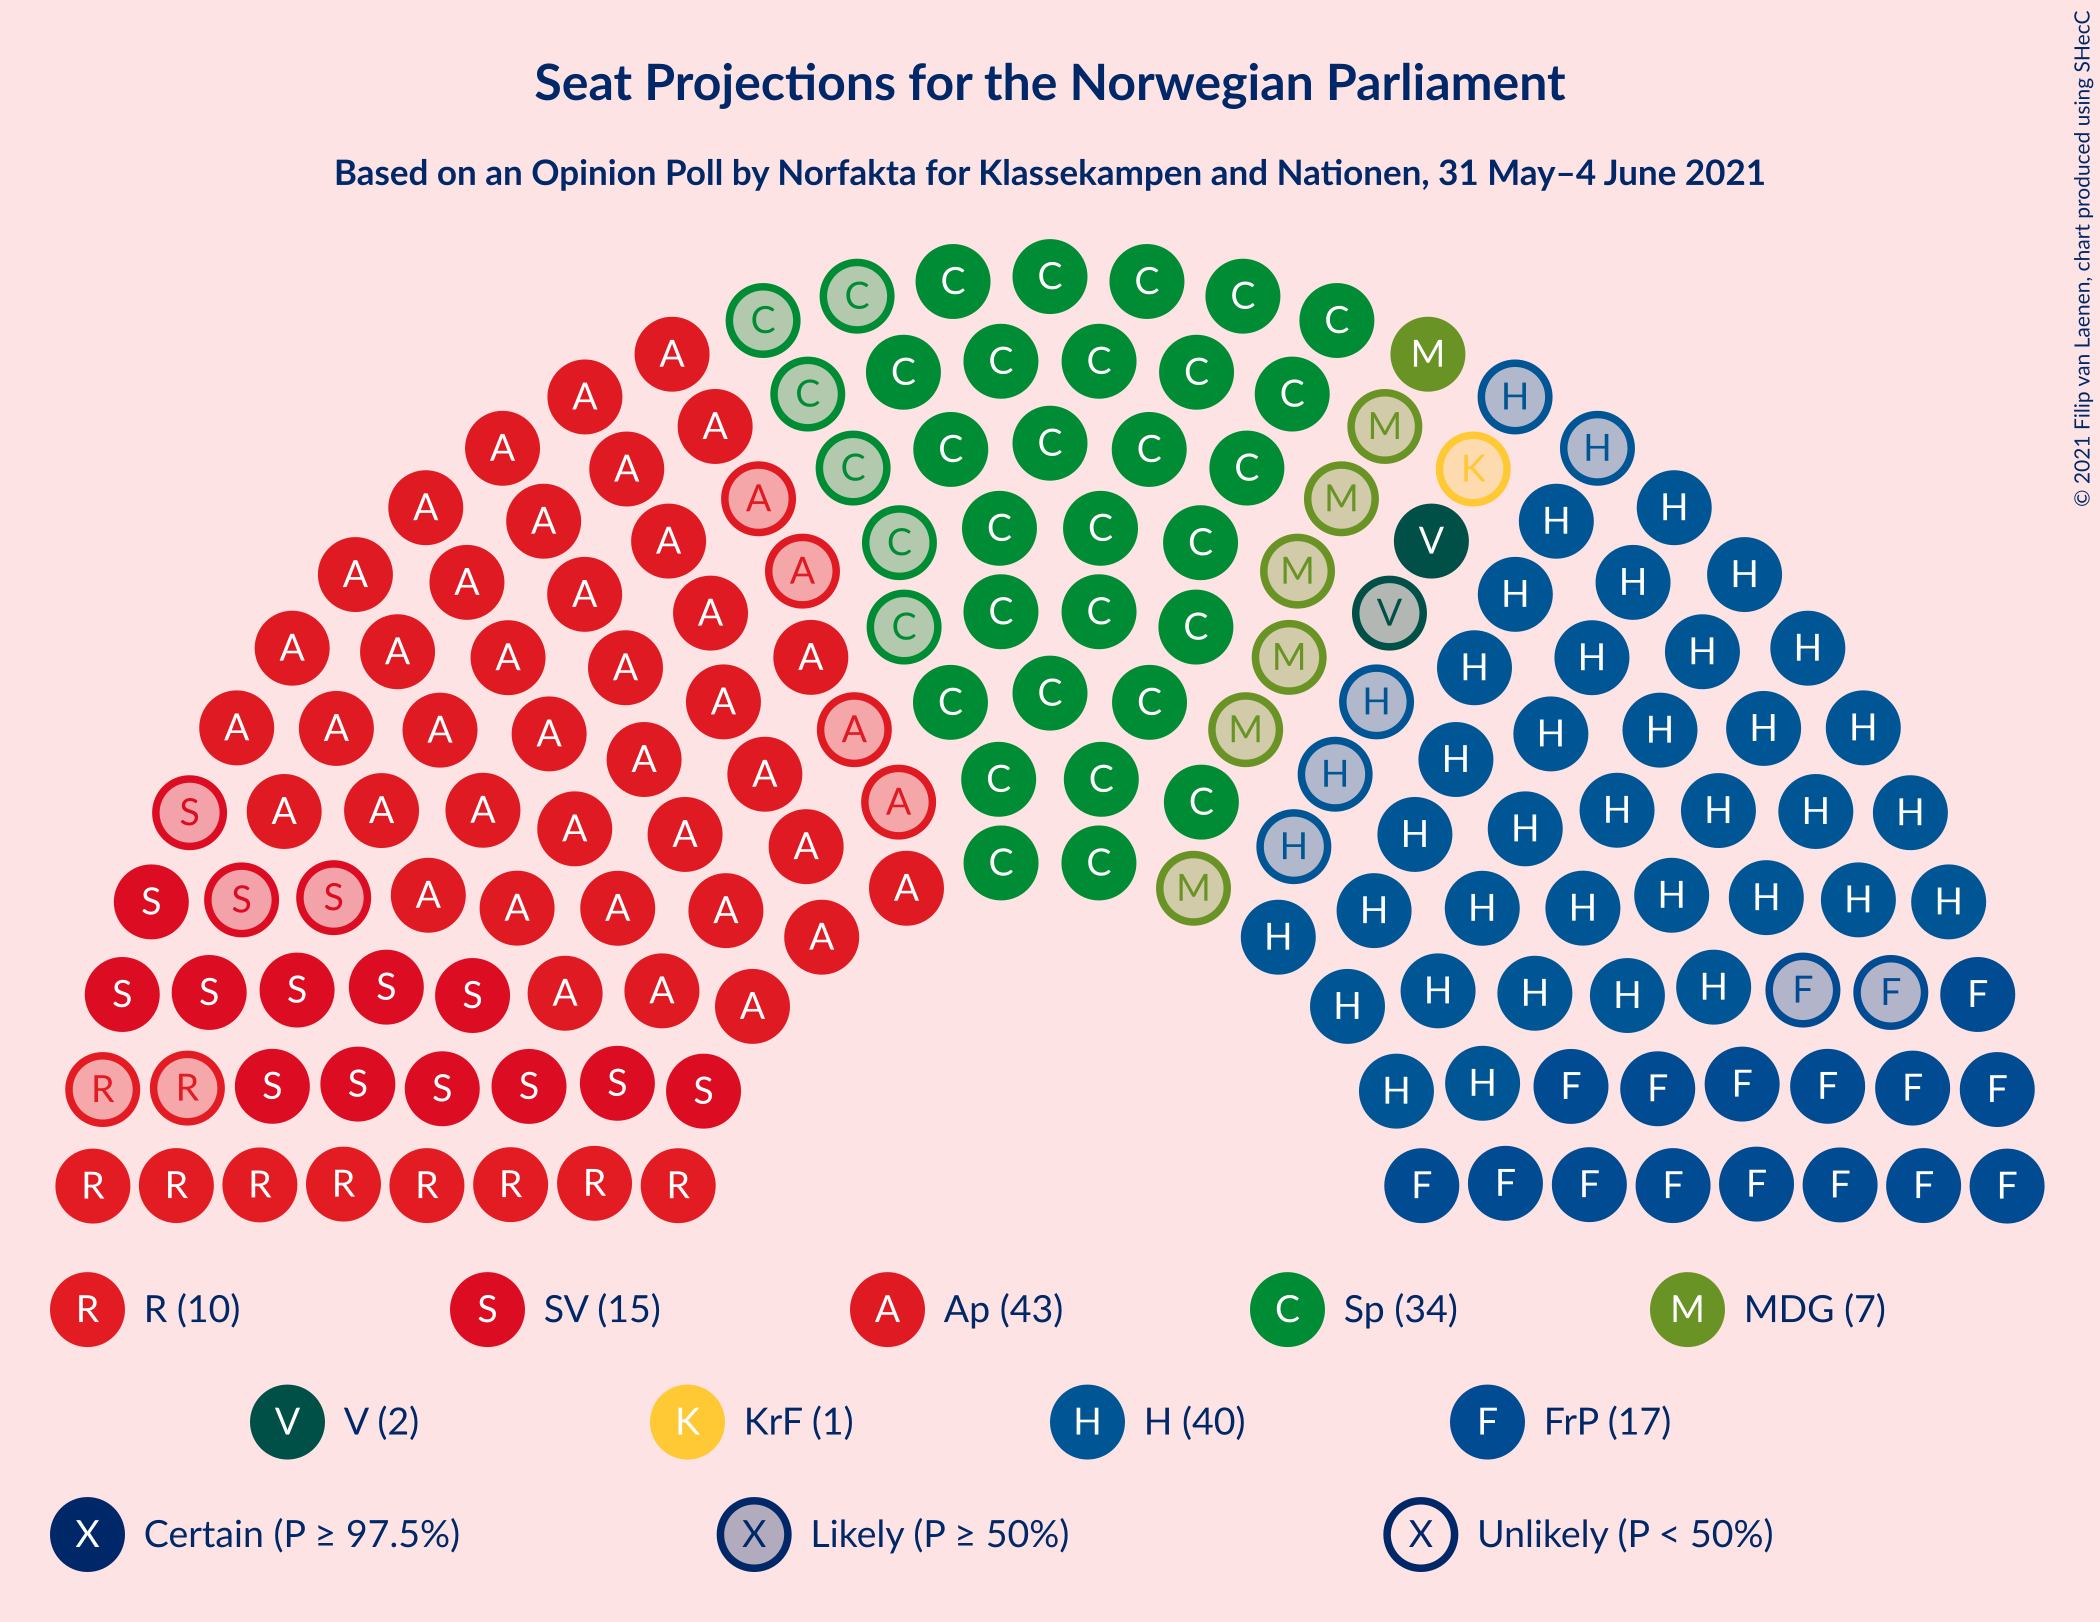 © 2021 Filip van Laenen, chart produced using SHecC
Seat Projections for the Norwegian Parliament
Based on an Opinion Poll by Norfakta for Klassekampen and Nationen, 31 May–4 June 2021
C C C C C C C
A A C C C C C C M H
A A A C C C C C M K H
A A A A C C C C M V H H
A A A A A C C C C M V H H H
A A A A A A C C C M H H H H H
A A A A A A A C C M H H H H H H
S A A A A A A A C C C H H H H H H H
S S S A A A A A A M H H H H H H H H
S S S S S A A A H H H H H F F F
R R S S S S S S H H F F F F F F
R R R R R R R R F F F F F F F F
R R (10) S SV (15) A Ap (43) C Sp (34) M MDG (7)
V V (2) K KrF (1) H H (40) F FrP (17)
X Certain (P ≥ 97.5%) X Likely (P ≥ 50%) X Unlikely (P < 50%)